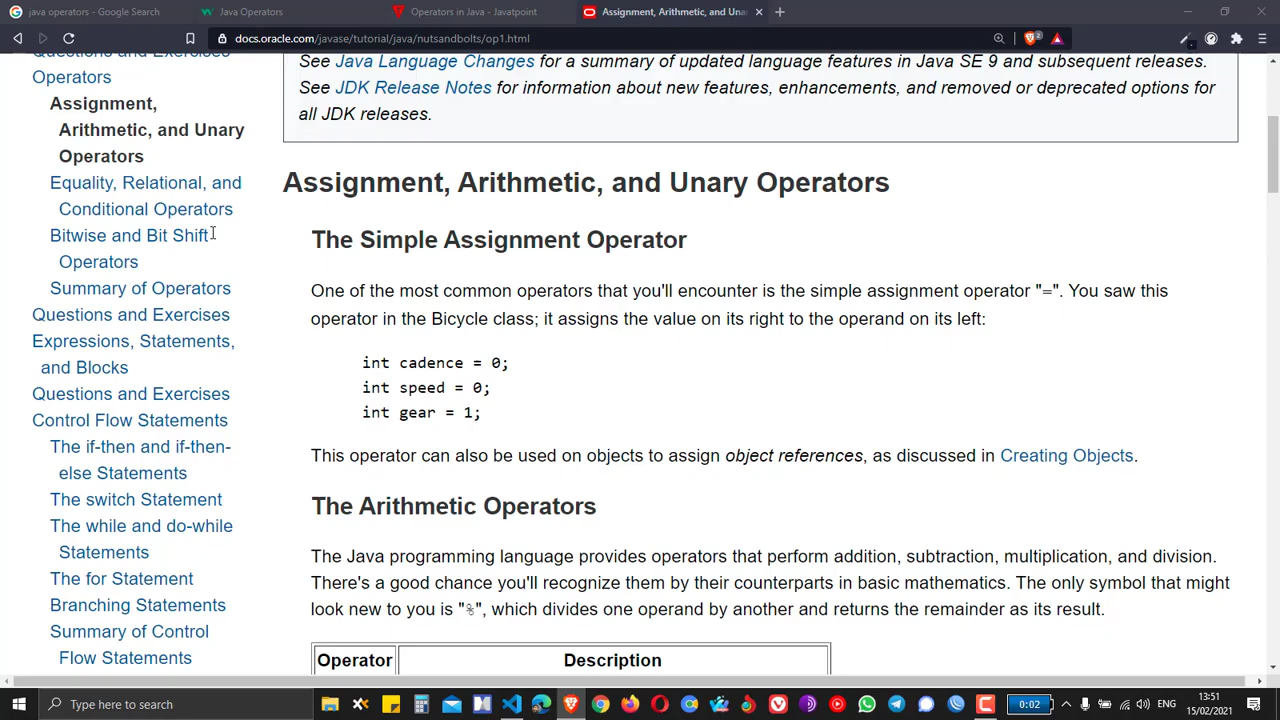 java operators - Google Search
Java Operators
Operators in Java - Javatpoint
Assignment, Arithmetic, and Una
docs.oracle.com/javase/tutorial/java/nutsandbolts/op1.html
Questions and Exercises
Operators
Assignment,
Arithmetic, and Unary
Operators
Equality, Relational, and
Conditional Operators
Bitwise and Bit Shift
Operators
Summary of Operators
Questions and Exercises
Expressions, Statements,
and Blocks
Questions and Exercises
Control Flow Statements
The if-then and if-then-
else Statements
The switch Statement
The while and do-while
Statements
The for Statement
Branching Statements
Summary of Control
Flow Statements
See Java Language Changes for a summary of updated language features in Java SE 9 and subsequent releases.
See JDK Release Notes for information about new features, enhancements, and removed or deprecated options for
all JDK releases.
Assignment, Arithmetic, and Unary Operators
The Simple Assignment Operator
One of the most common operators that you'll encounter is the simple assignment operator "=". You saw this
operator in the Bicycle class; it assigns the value on its right to the operand on its left:
int cadence = 0;
int speed = 0;
int gear = 1;
This operator can also be used on objects to assign object references, as discussed in Creating Objects.
The Arithmetic Operators
The Java programming language provides operators that perform addition, subtraction, multiplication, and division.
There's a good chance you'll recognize them by their counterparts in basic mathematics. The only symbol that might
look new to you is "%", which divides one operand by another and returns the remainder as its result.
Operator Description
Type here to search
0:02
ENG
13:51
15/02/2021